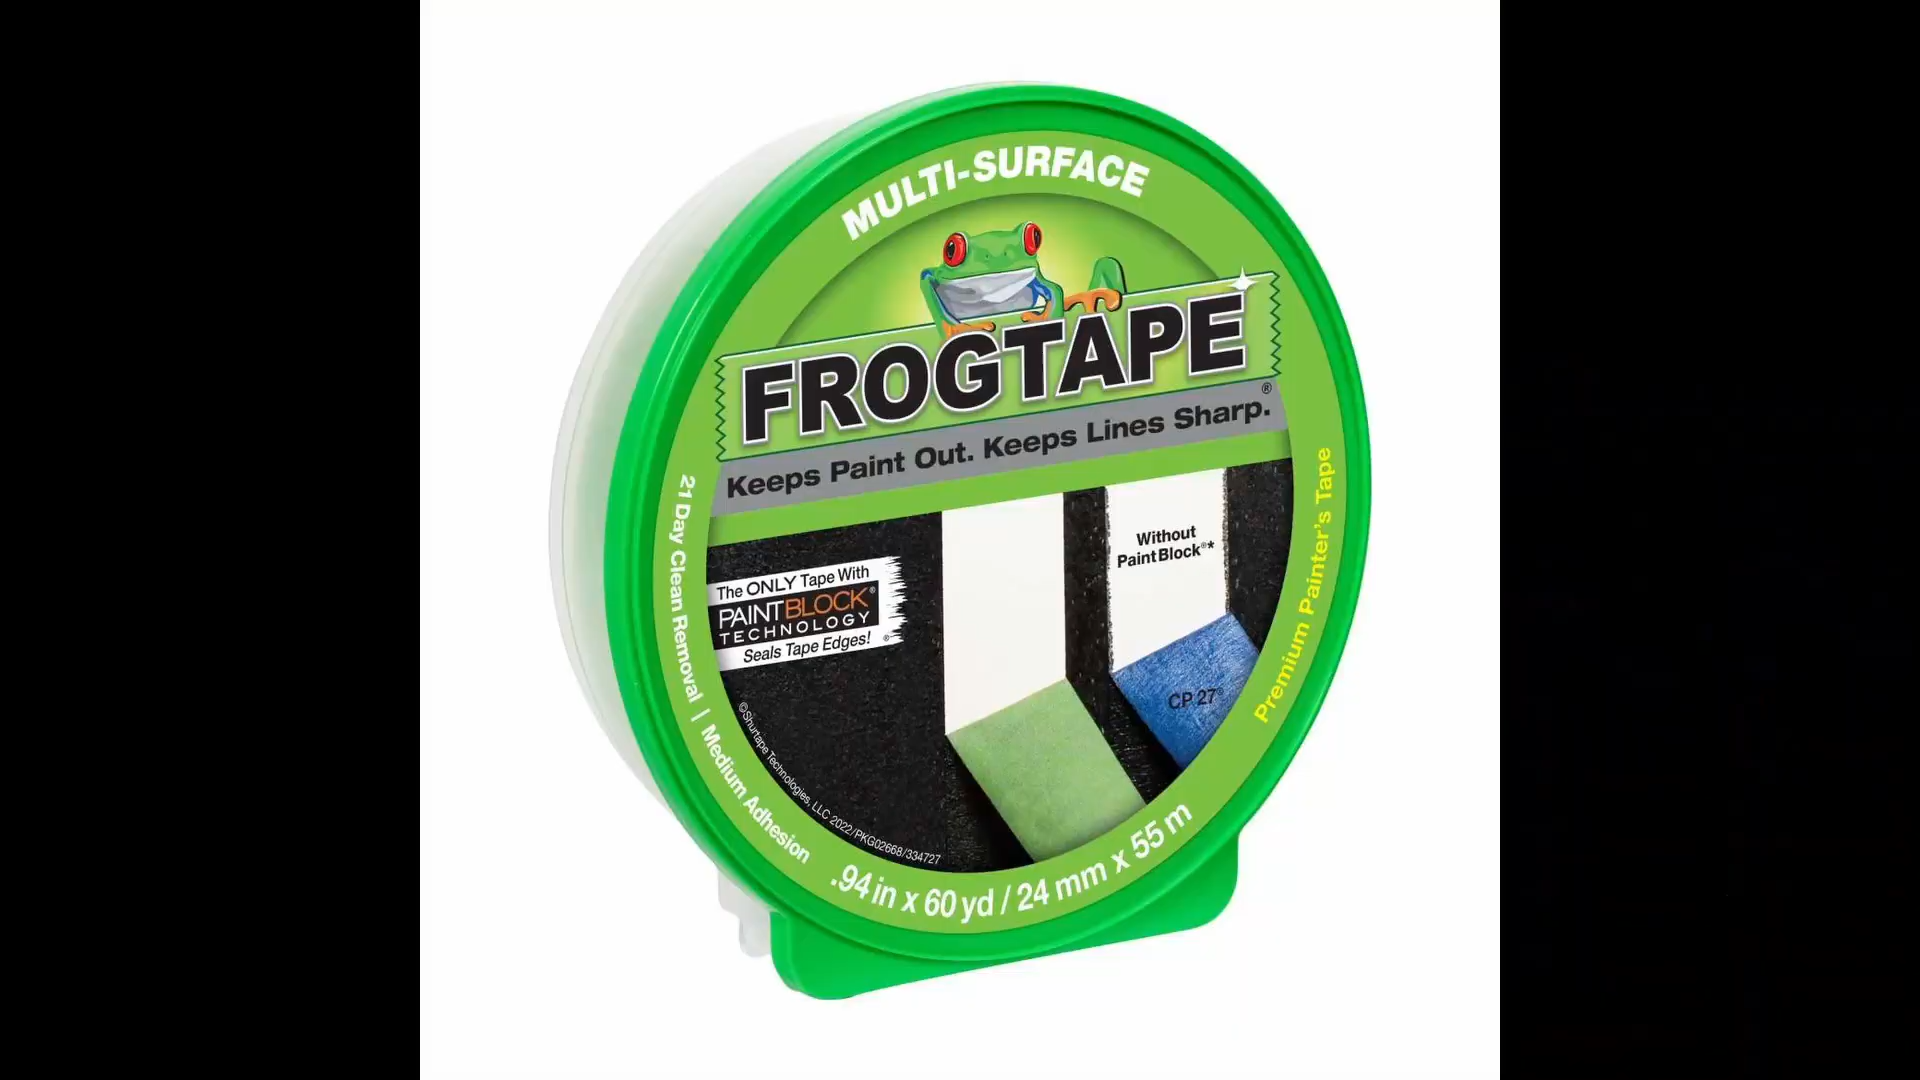 MULTI-SURFACE
FROGTAPE
®
Keeps Paint Out. Keeps Lines Sharp.
Without
PaintBlock®*
The ONLY Tape With
PAINTBLOCK®
TECHNOLOGY
Seals Tape Edges! ®
CP 27®
21 Day Clean Removal | Medium Adhesion
Premium Painter's Tape
©Shurtape Technologies, LLC 2022/PKG02668/334727
.94 in x 60 yd / 24 mm x 55 m